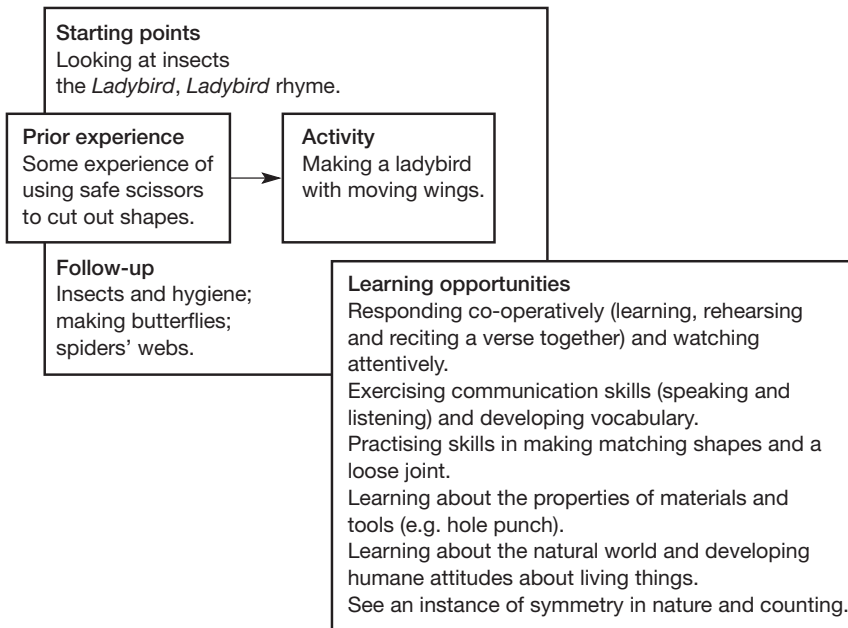 Starting points
Looking at insects
the Ladybird, Ladybird rhyme.
Prior experience
Some experience of
using safe scissors
to cut out shapes.
Activity
Making a ladybird
with moving wings.
Follow-up
Insects and hygiene;
making butterflies;
spiders' webs.
Learning opportunities
Responding co-operatively (learning, rehearsing
and reciting a verse together) and watching
attentively.
Exercising communication skills (speaking and
listening) and developing vocabulary.
Practising skills in making matching shapes and a
loose joint.
Learning about the properties of materials and
tools (e.g. hole punch).
Learning about the natural world and developing
humane attitudes about living things.
See an instance of symmetry in nature and counting.